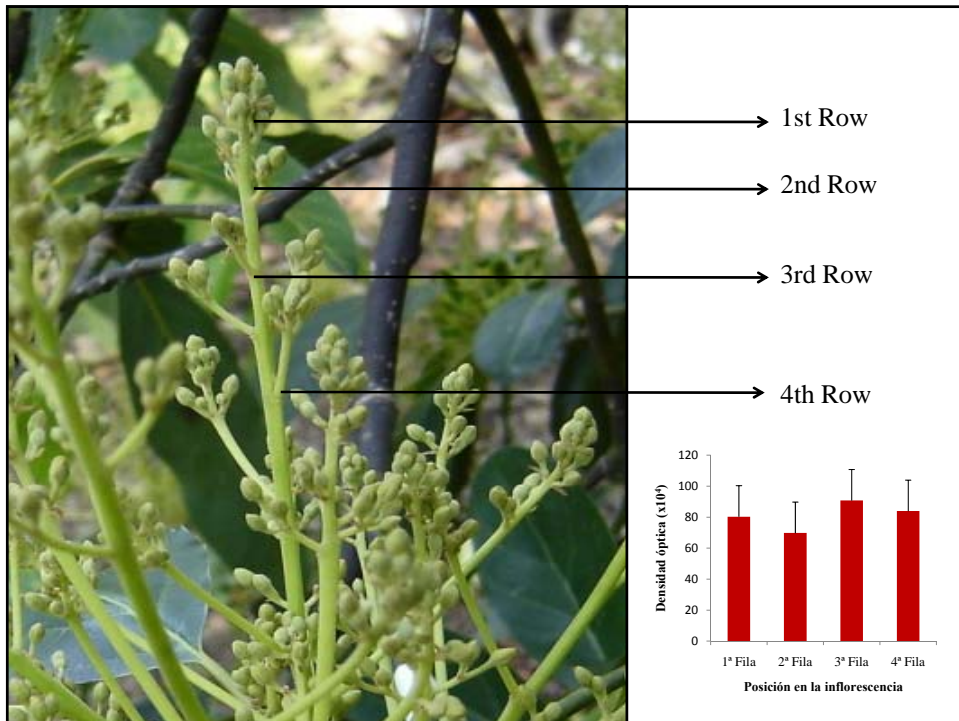 1st Row
2nd Row
3rd Row
4th Row
120
100
80
60
40
20
0
Densidad óptica (x10⁴)
1ª Fila 2ª Fila 3ª Fila 4ª Fila
Posición en la inflorescencia